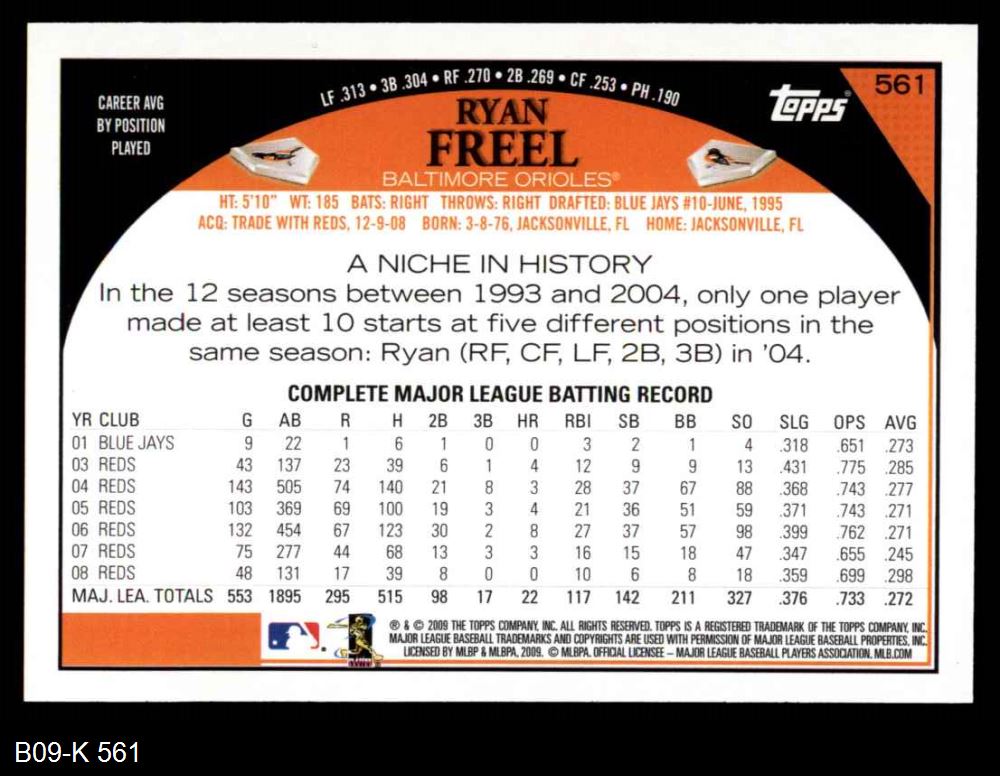 CAREER AVG
BY POSITION
PLAYED
LF .313 • 3B .304 • RF .270 • 2B .269 • CF .253 • PH .190
topps
561
RYAN
FREEL
BALTIMORE ORIOLES®
HT: 5'10" WT: 185 BATS: RIGHT THROWS: RIGHT DRAFTED: BLUE JAYS #10-JUNE, 1995
ACQ: TRADE WITH REDS, 12-9-08 BORN: 3-8-76, JACKSONVILLE, FL HOME: JACKSONVILLE, FL
A NICHE IN HISTORY
In the 12 seasons between 1993 and 2004, only one player
made at least 10 starts at five different positions in the
same season: Ryan (RF, CF, LF, 2B, 3B) in '04.
COMPLETE MAJOR LEAGUE BATTING RECORD
YR CLUB G AB R H 2B 3B HR RBI SB BB SO SLG OPS AVG
01 BLUE JAYS 9 22 1 6 1 0 0 3 2 1 4 .318 .651 .273
03 REDS 43 137 23 39 6 1 4 12 9 9 13 .431 .775 .285
04 REDS 143 505 74 140 21 8 3 28 37 67 88 .368 .743 .277
05 REDS 103 369 69 100 19 3 4 21 36 51 59 .371 .743 .271
06 REDS 132 454 67 123 30 2 8 27 37 57 98 .399 .762 .271
07 REDS 75 277 44 68 13 3 3 16 15 18 47 .347 .655 .245
08 REDS 48 131 17 39 8 0 0 10 6 8 18 .359 .699 .298
MAJ. LEA. TOTALS 553 1895 295 515 98 17 22 117 142 211 327 .376 .733 .272
® & © 2009 THE TOPPS COMPANY, INC. ALL RIGHTS RESERVED. TOPPS IS A REGISTERED TRADEMARK OF THE TOPPS COMPANY, INC.
MAJOR LEAGUE BASEBALL TRADEMARKS AND COPYRIGHTS ARE USED WITH PERMISSION OF MAJOR LEAGUE BASEBALL PROPERTIES, INC.
LICENSED BY MLBP & MLBPA, 2009. © MLBPA. OFFICIAL LICENSEE – MAJOR LEAGUE BASEBALL PLAYERS ASSOCIATION. MLB.COM
B09-K 561